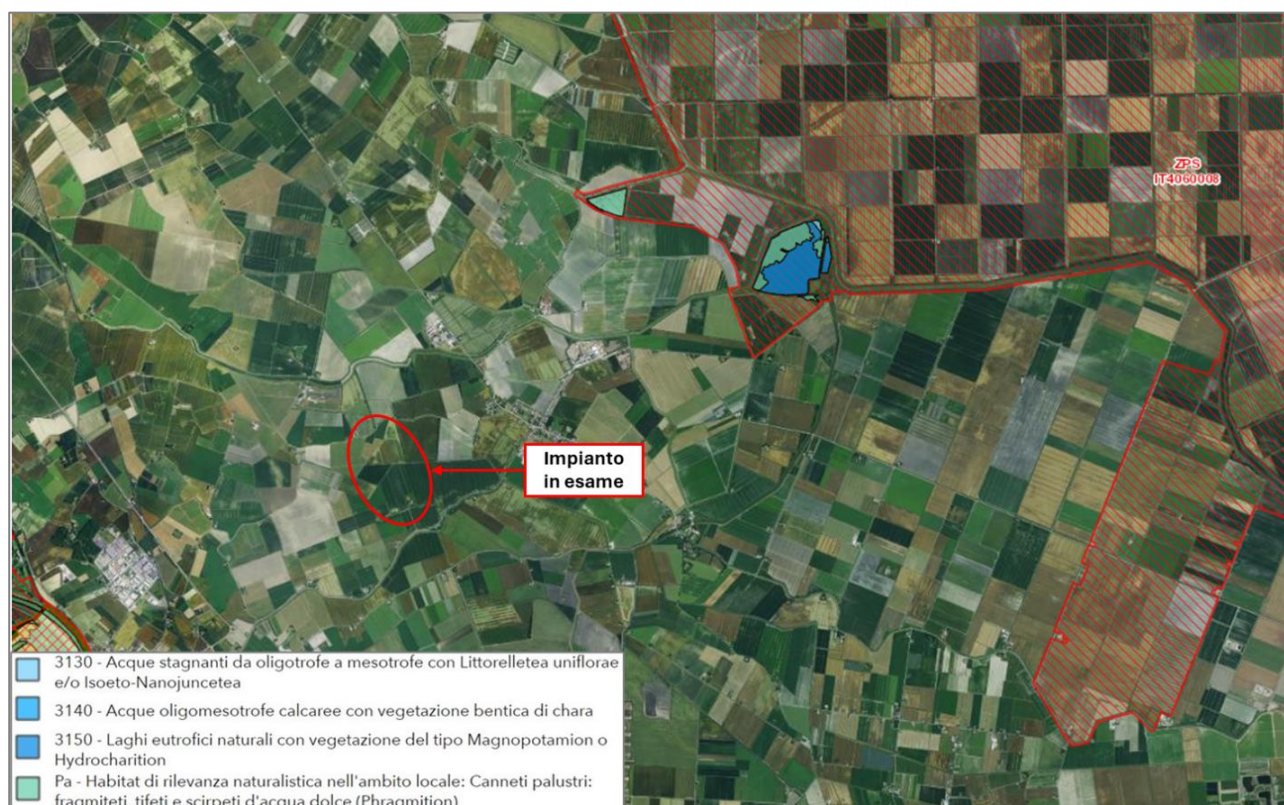 ZPS
IT4060008
Impianto
in esame
3130 - Acque stagnanti da oligotrofe a mesotrofe con Littorelletea uniflorae
e/o Isoeto-Nanojuncetea
3140 - Acque oligomesotrofe calcaree con vegetazione bentica di chara
3150 - Laghi eutrofici naturali con vegetazione del tipo Magnopotamion o
Hydrocharition
Pa - Habitat di rilevanza naturalistica nell'ambito locale: Canneti palustri:
fragmiteti, tifeti e scirpeti d'acqua dolce (Phragmition)